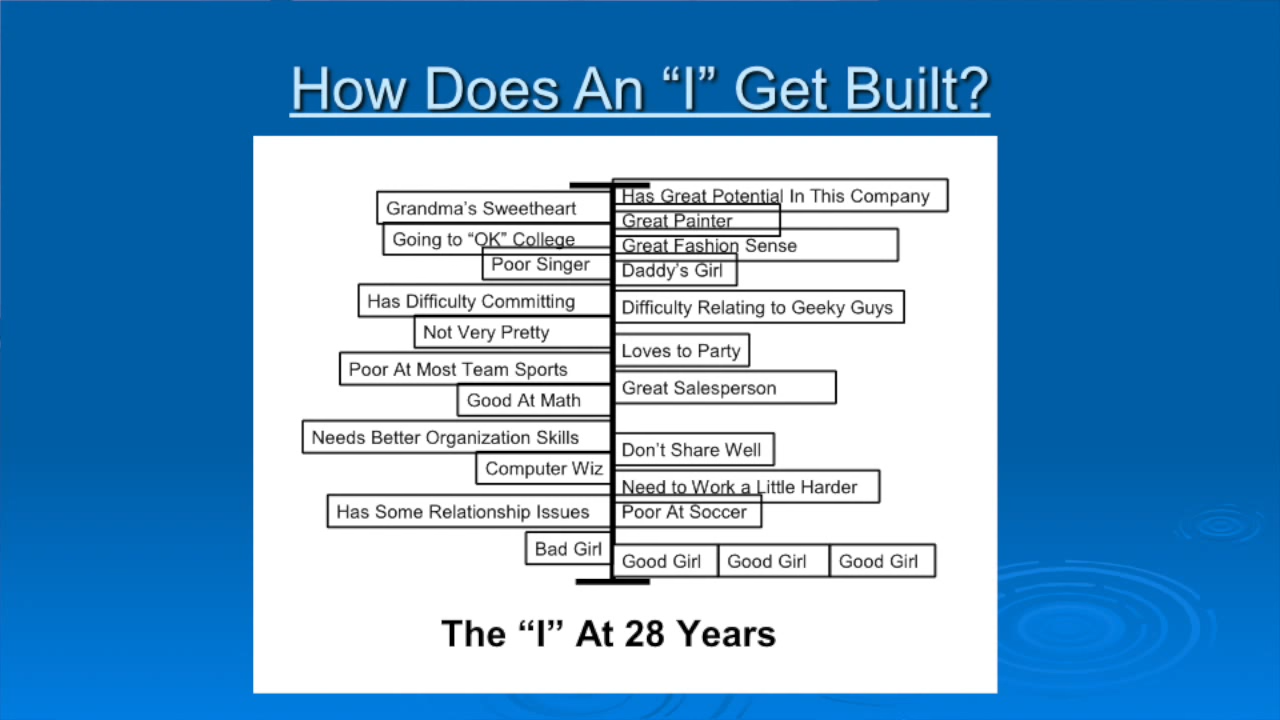 How Does An “I” Get Built?
Grandma’s Sweetheart
Going to “OK” College
Poor Singer
Has Difficulty Committing
Not Very Pretty
Poor At Most Team Sports
Good At Math
Needs Better Organization Skills
Computer Wiz
Has Some Relationship Issues
Bad Girl
Has Great Potential In This Company
Great Painter
Great Fashion Sense
Daddy’s Girl
Difficulty Relating to Geeky Guys
Loves to Party
Great Salesperson
Don’t Share Well
Need to Work a Little Harder
Poor At Soccer
Good Girl Good Girl Good Girl
The “I” At 28 Years